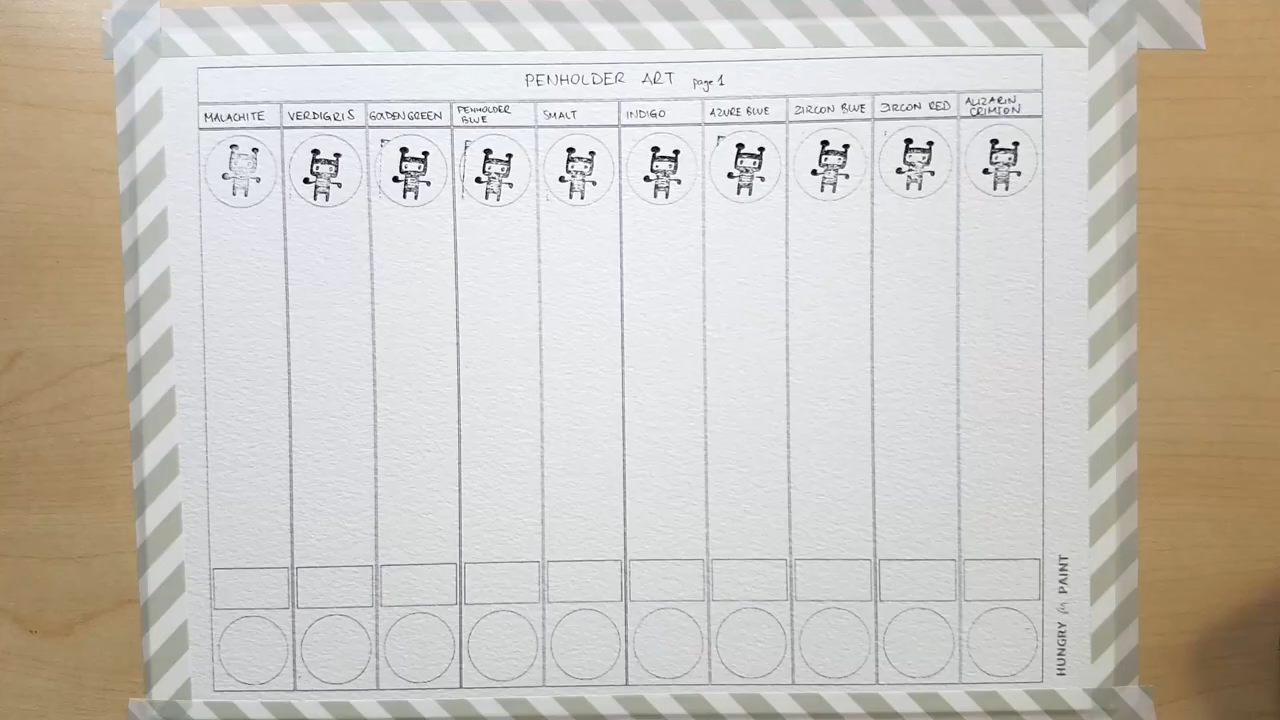 PENHOLDER ART page 1
MALACHITE
VERDIGRIS
GOLDENGREEN
PENHOLDER
BLUE
SMALT
INDIGO
AZURE BLUE
ZIRCON BLUE
ZIRCON RED
ALIZARIN
CRIMSON
HUNGRY for PAINT